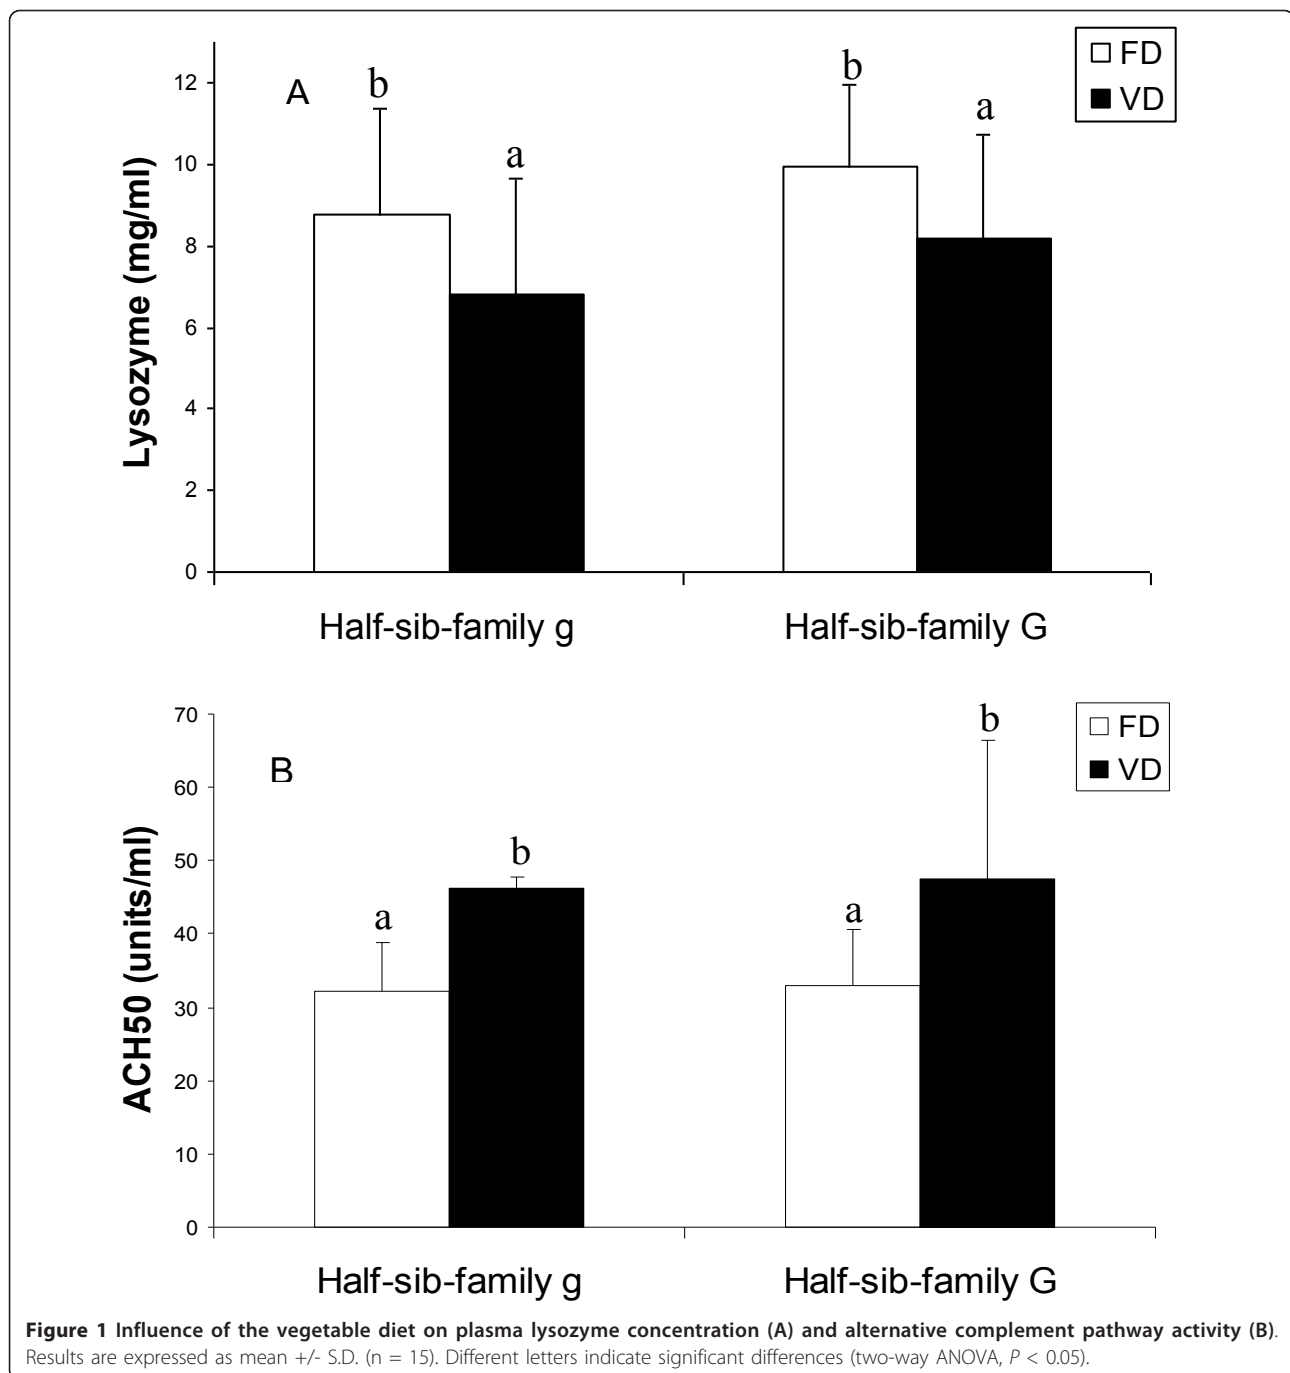 FD
VD
A
b
a
b
a
12
10
8
6
4
2
0
Lysozyme (mg/ml)
Half-sib-family g
Half-sib-family G
FD
VD
B
a
b
a
b
70
60
50
40
30
20
10
0
ACH50 (units/ml)
Half-sib-family g
Half-sib-family G
Figure 1 Influence of the vegetable diet on plasma lysozyme concentration (A) and alternative complement pathway activity (B).
Results are expressed as mean +/- S.D. (n = 15). Different letters indicate significant differences (two-way ANOVA, P < 0.05).